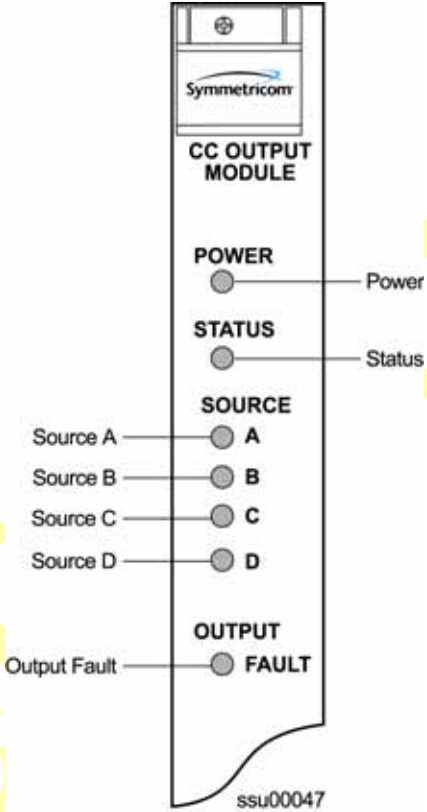 Symmetricom
CC OUTPUT
MODULE
POWER
Power
STATUS
Status
SOURCE
Source A
A
Source B
B
Source C
C
Source D
D
OUTPUT
Output Fault
FAULT
ssu00047